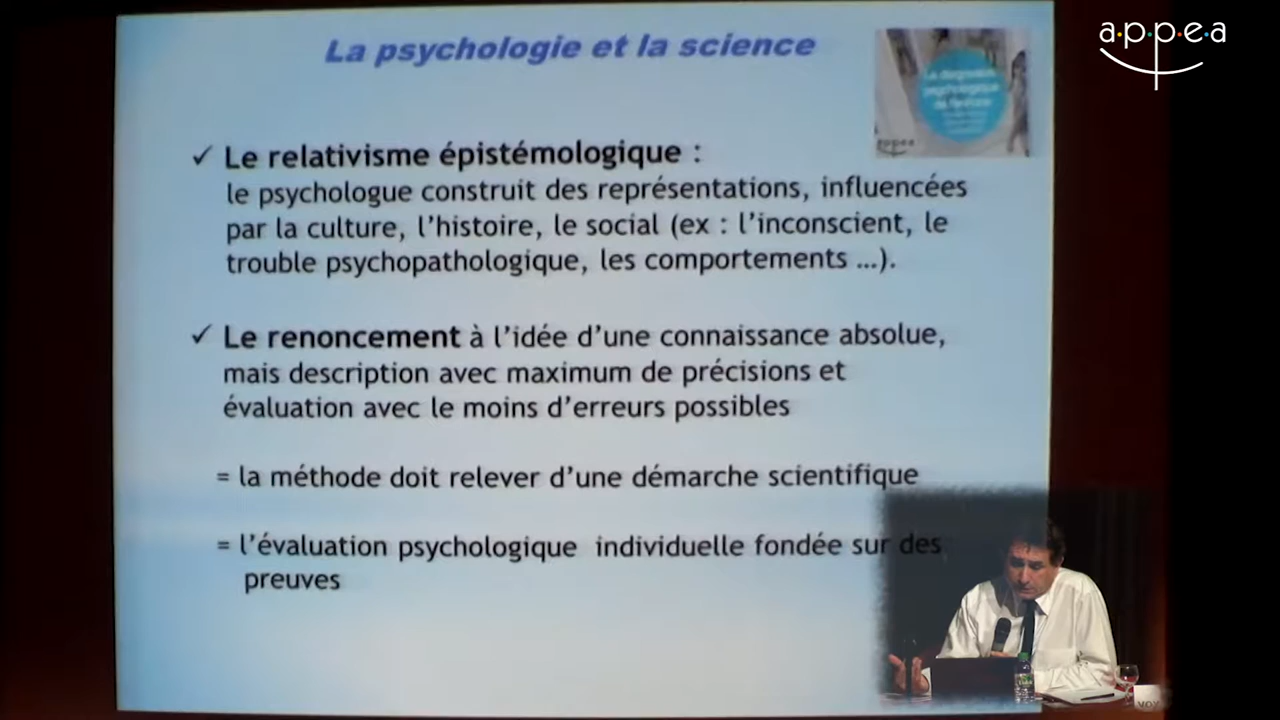 La psychologie et la science
a·p·p·e·a
✓ Le relativisme épistémologique :
le psychologue construit des représentations, influencées
par la culture, l'histoire, le social (ex : l'inconscient, le
trouble psychopathologique, les comportements ...).
✓ Le renoncement à l'idée d'une connaissance absolue,
mais description avec maximum de précisions et
évaluation avec le moins d'erreurs possibles
= la méthode doit relever d'une démarche scientifique
= l'évaluation psychologique individuelle fondée sur des
preuves